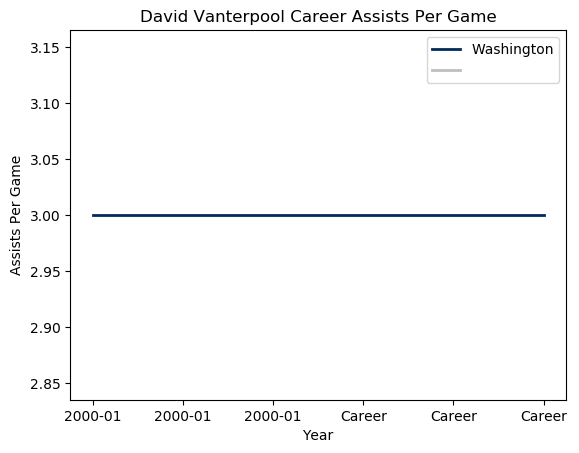 David Vanterpool Career Assists Per Game
Washington
3.15
3.10
3.05
3.00
2.95
2.90
2.85
Assists Per Game
2000-01 2000-01 2000-01 Career Career Career
Year